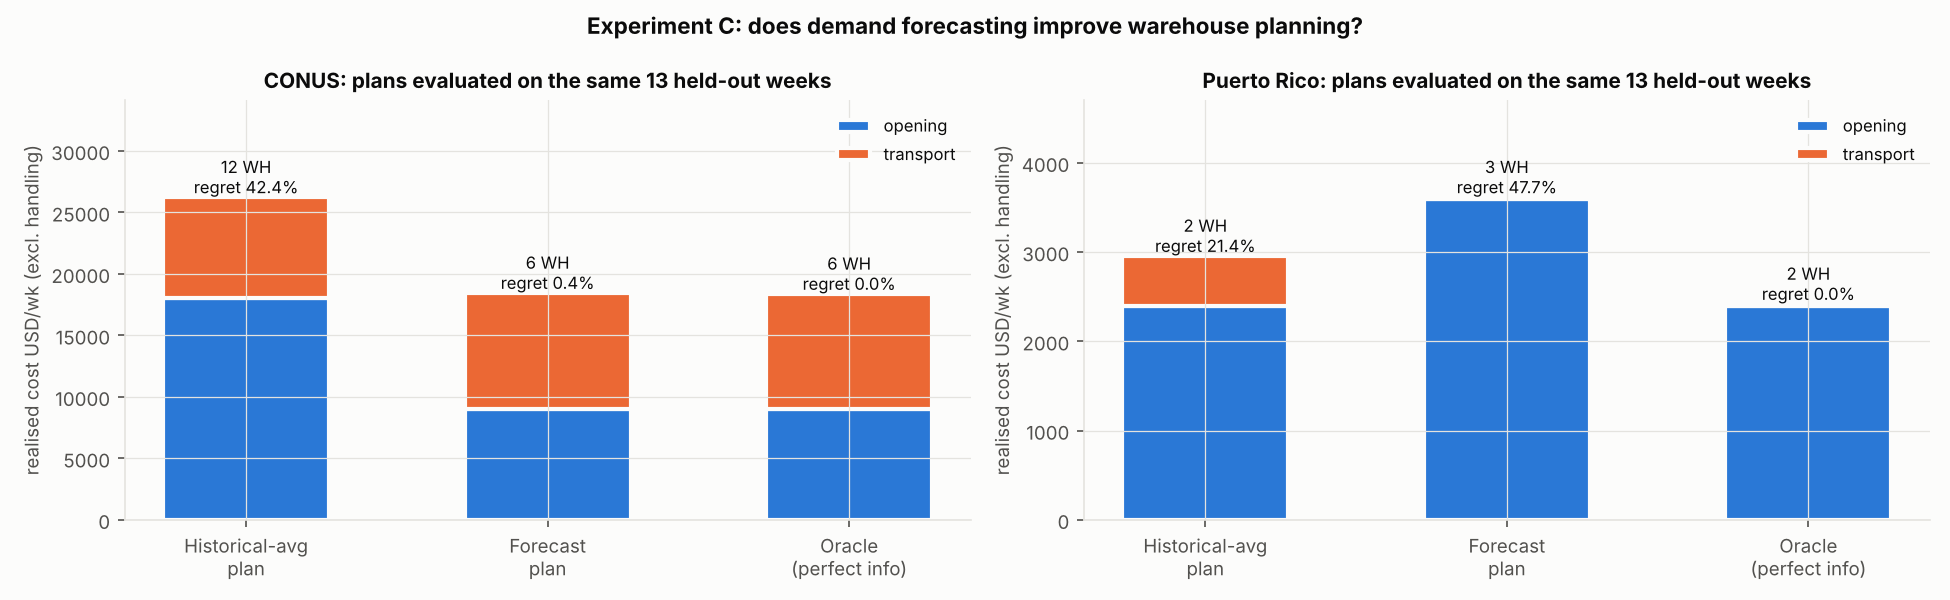 Experiment C: does demand forecasting improve warehouse planning?
CONUS: plans evaluated on the same 13 held-out weeks
realised cost USD/wk (excl. handling)
30000
25000
20000
15000
10000
5000
0
opening
transport
12 WH
regret 42.4%
6 WH
regret 0.4%
6 WH
regret 0.0%
Historical-avg
plan
Forecast
plan
Oracle
(perfect info)
Puerto Rico: plans evaluated on the same 13 held-out weeks
realised cost USD/wk (excl. handling)
4000
3000
2000
1000
0
opening
transport
2 WH
regret 21.4%
3 WH
regret 47.7%
2 WH
regret 0.0%
Historical-avg
plan
Forecast
plan
Oracle
(perfect info)